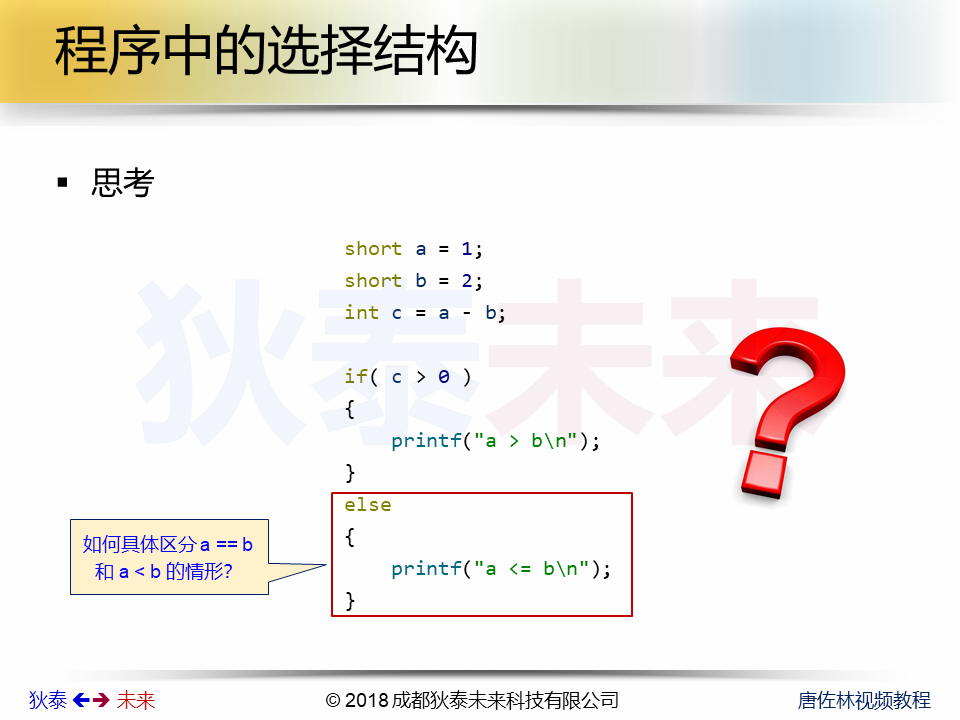 程序中的选择结构
思考
short a = 1;
short b = 2;
int c = a - b;
if( c > 0 )
{
printf("a > b\n");
}
else
{
printf("a <= b\n");
}
如何具体区分 a == b
和 a < b 的情形？
狄泰未来
狄泰 未来
© 2018 成都狄泰未来科技有限公司
唐佐林视频教程